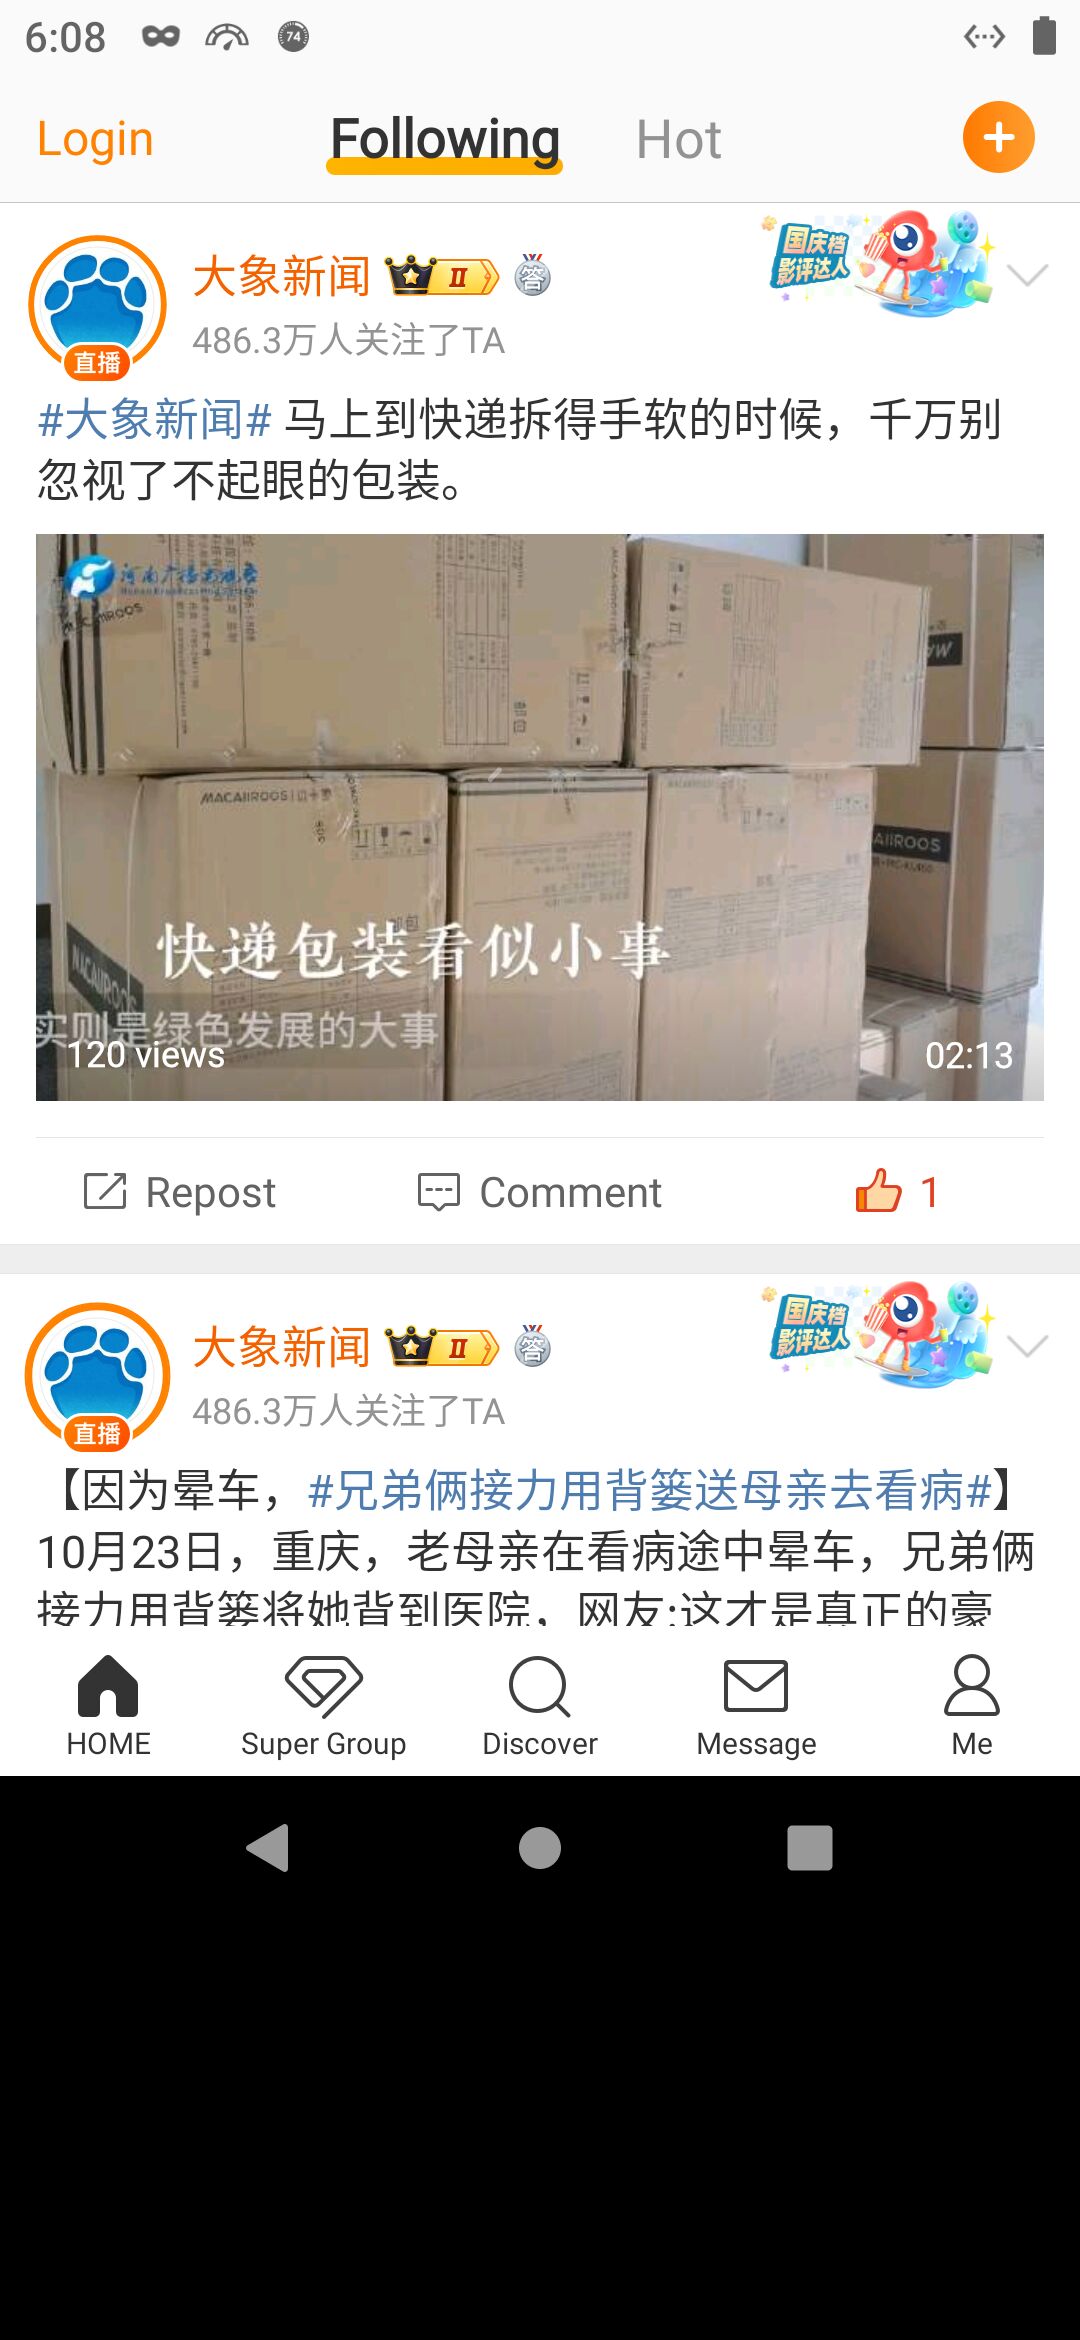 6:08
74
Login
Following
Hot
大象新闻
II
答
国庆档
影评达人
486.3万人关注了TA
直播
#大象新闻# 马上到快递拆得手软的时候，千万别
忽视了不起眼的包装。
河南广播电视台
MACAIIROOS
快递包装看似小事
实则是绿色发展的大事
120 views
02:13
Repost
Comment
1
大象新闻
II
答
国庆档
影评达人
486.3万人关注了TA
直播
【因为晕车，#兄弟俩接力用背篓送母亲去看病#】
10月23日，重庆，老母亲在看病途中晕车，兄弟俩
接力用背篓将她背到医院，网友:这才是真正的豪
HOME
Super Group
Discover
Message
Me